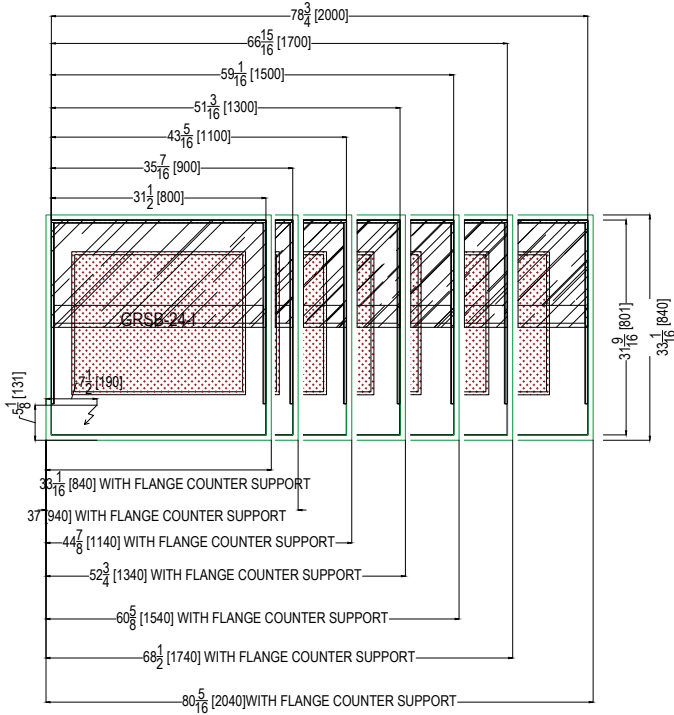 78 3/4 [2000]
66 15/16 [1700]
59 1/16 [1500]
51 3/16 [1300]
43 5/16 [1100]
35 7/16 [900]
31 1/2 [800]
GRSB-24-I
7 1/2 [190]
5 1/8 [131]
31 9/16 [801]
33 1/16 [840]
33 1/16 [840] WITH FLANGE COUNTER SUPPORT
37 [940] WITH FLANGE COUNTER SUPPORT
44 7/8 [1140] WITH FLANGE COUNTER SUPPORT
52 3/4 [1340] WITH FLANGE COUNTER SUPPORT
60 5/8 [1540] WITH FLANGE COUNTER SUPPORT
68 1/2 [1740] WITH FLANGE COUNTER SUPPORT
80 5/16 [2040]WITH FLANGE COUNTER SUPPORT